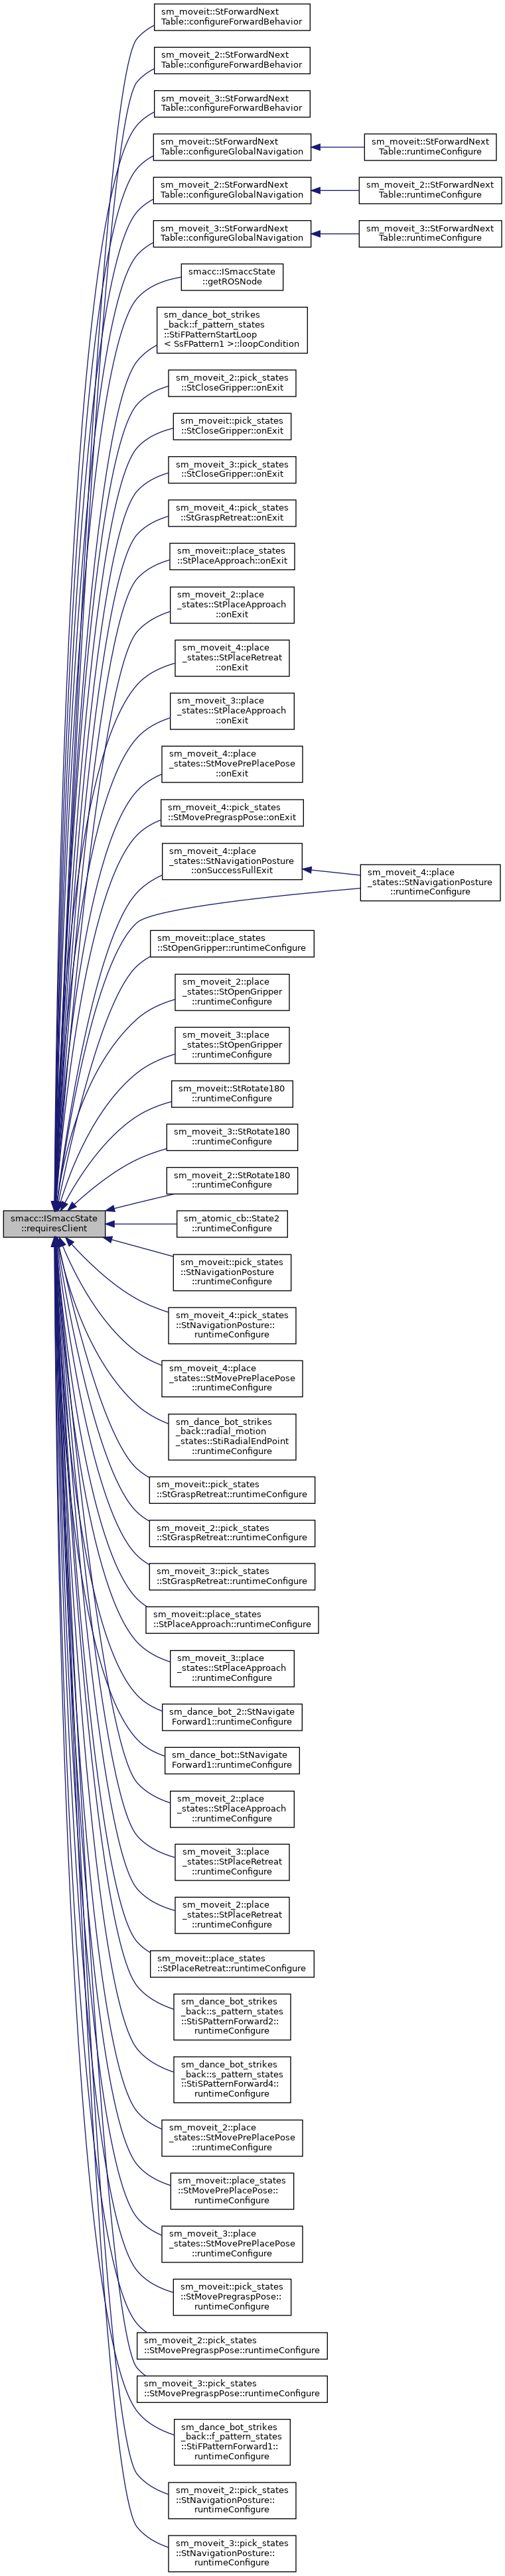 sm_moveit::StForwardNext
Table::configureForwardBehavior
sm_moveit_2::StForwardNext
Table::configureForwardBehavior
sm_moveit_3::StForwardNext
Table::configureForwardBehavior
sm_moveit::StForwardNext
Table::configureGlobalNavigation
sm_moveit::StForwardNext
Table::runtimeConfigure
sm_moveit_2::StForwardNext
Table::configureGlobalNavigation
sm_moveit_2::StForwardNext
Table::runtimeConfigure
sm_moveit_3::StForwardNext
Table::configureGlobalNavigation
sm_moveit_3::StForwardNext
Table::runtimeConfigure
smacc::ISmaccState
::getROSNode
sm_dance_bot_strikes
_back::f_pattern_states
::StiFPatternStartLoop
< SsFPattern1 >::loopCondition
sm_moveit_2::pick_states
::StCloseGripper::onExit
sm_moveit::pick_states
::StCloseGripper::onExit
sm_moveit_3::pick_states
::StCloseGripper::onExit
sm_moveit_4::pick_states
::StGraspRetreat::onExit
sm_moveit::place_states
::StPlaceApproach::onExit
sm_moveit_2::place
_states::StPlaceApproach
::onExit
sm_moveit_4::place
_states::StPlaceRetreat
::onExit
sm_moveit_3::place
_states::StPlaceApproach
::onExit
sm_moveit_4::place
_states::StMovePrePlacePose
::onExit
sm_moveit_4::pick_states
::StMovePregraspPose::onExit
sm_moveit_4::place
_states::StNavigationPosture
::onSuccessFullExit
sm_moveit_4::place
_states::StNavigationPosture
::runtimeConfigure
sm_moveit::place_states
::StOpenGripper::runtimeConfigure
sm_moveit_2::place
_states::StOpenGripper
::runtimeConfigure
sm_moveit_3::place
_states::StOpenGripper
::runtimeConfigure
sm_moveit::StRotate180
::runtimeConfigure
sm_moveit_3::StRotate180
::runtimeConfigure
sm_moveit_2::StRotate180
::runtimeConfigure
smacc::ISmaccState
::requiresClient
sm_atomic_cb::State2
::runtimeConfigure
sm_moveit::pick_states
::StNavigationPosture
::runtimeConfigure
sm_moveit_4::pick_states
::StNavigationPosture::
runtimeConfigure
sm_moveit_4::place
_states::StMovePrePlacePose
::runtimeConfigure
sm_dance_bot_strikes
_back::radial_motion
_states::StiRadialEndPoint
::runtimeConfigure
sm_moveit::pick_states
::StGraspRetreat::runtimeConfigure
sm_moveit_2::pick_states
::StGraspRetreat::runtimeConfigure
sm_moveit_3::pick_states
::StGraspRetreat::runtimeConfigure
sm_moveit::place_states
::StPlaceApproach::runtimeConfigure
sm_moveit_3::place
_states::StPlaceApproach
::runtimeConfigure
sm_dance_bot_2::StNavigate
Forward1::runtimeConfigure
sm_dance_bot::StNavigate
Forward1::runtimeConfigure
sm_moveit_2::place
_states::StPlaceApproach
::runtimeConfigure
sm_moveit_3::place
_states::StPlaceRetreat
::runtimeConfigure
sm_moveit_2::place
_states::StPlaceRetreat
::runtimeConfigure
sm_moveit::place_states
::StPlaceRetreat::runtimeConfigure
sm_dance_bot_strikes
_back::s_pattern_states
::StiSPatternForward2::
runtimeConfigure
sm_dance_bot_strikes
_back::s_pattern_states
::StiSPatternForward4::
runtimeConfigure
sm_moveit_2::place
_states::StMovePrePlacePose
::runtimeConfigure
sm_moveit::place_states
::StMovePrePlacePose::
runtimeConfigure
sm_moveit_3::place
_states::StMovePrePlacePose
::runtimeConfigure
sm_moveit::pick_states
::StMovePregraspPose::
runtimeConfigure
sm_moveit_2::pick_states
::StMovePregraspPose::runtimeConfigure
sm_moveit_3::pick_states
::StMovePregraspPose::runtimeConfigure
sm_dance_bot_strikes
_back::f_pattern_states
::StiFPatternForward1::
runtimeConfigure
sm_moveit_2::pick_states
::StNavigationPosture::
runtimeConfigure
sm_moveit_3::pick_states
::StNavigationPosture::
runtimeConfigure